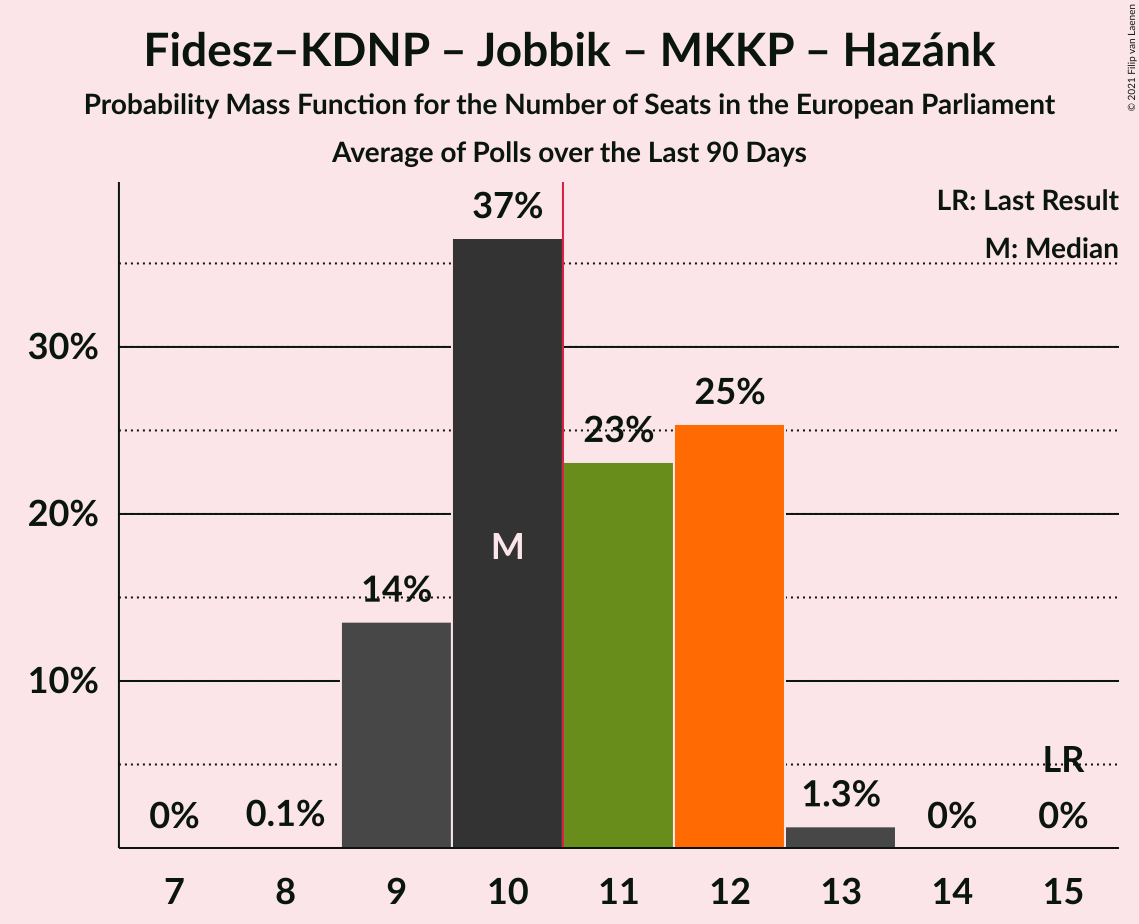 Fidesz–KDNP – Jobbik – MKKP – Hazánk
Probability Mass Function for the Number of Seats in the European Parliament
Average of Polls over the Last 90 Days
© 2021 Filip van Laenen
LR: Last Result
M: Median
37%
30%
25%
23%
20%
M
14%
10%
LR
0%
0.1%
1.3%
0%
0%
7 8 9 10 11 12 13 14 15